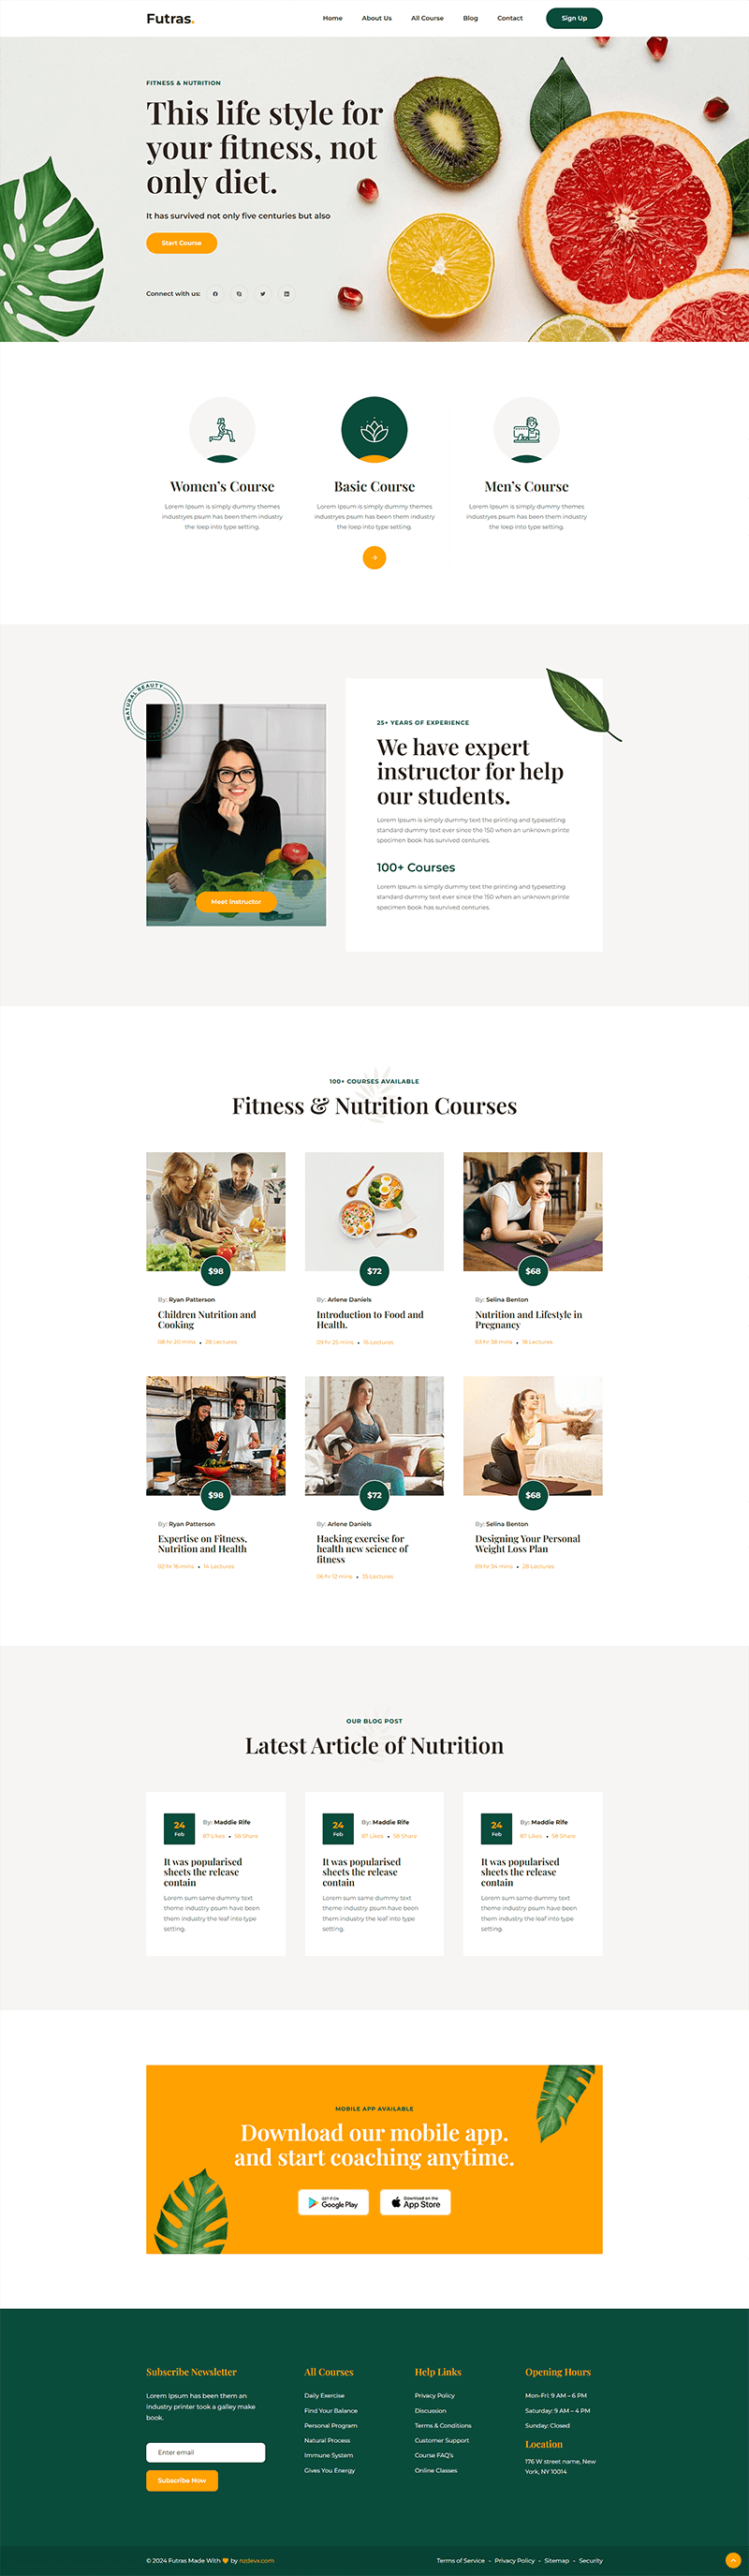 Futras.
Home About Us All Course Blog Contact Sign Up
FITNESS & NUTRITION
This life style for
your fitness, not
only diet.
It has survived not only five centuries but also
Start Course
Connect with us:
Women's Course
Lorem Ipsum is simply dummy themes
industryes psum has been them industry
the loep into type setting.
Basic Course
Lorem Ipsum is simply dummy themes
industryes psum has been them industry
the loep into type setting.
Men's Course
Lorem Ipsum is simply dummy themes
industryes psum has been them industry
the loep into type setting.
NATURAL BEAUTY
Meet Instructor
25+ YEARS OF EXPERIENCE
We have expert
instructor for help
our students.
Lorem Ipsum is simply dummy text the printing and typesetting
standard dummy text ever since the 150 when an unknown printe
specimen book has survived centuries.
100+ Courses
Lorem Ipsum is simply dummy text the printing and typesetting
standard dummy text ever since the 150 when an unknown printe
specimen book has survived centuries.
100+ COURSES AVAILABLE
Fitness & Nutrition Courses
$98
By: Ryan Patterson
Children Nutrition and
Cooking
08 hr 20 mins • 28 Lectures
$72
By: Arlene Daniels
Introduction to Food and
Health.
09 hr 25 mins • 16 Lectures
$68
By: Selina Benton
Nutrition and Lifestyle in
Pregnancy
03 hr 38 mins • 18 Lectures
$98
By: Ryan Patterson
Expertise on Fitness,
Nutrition and Health
02 hr 16 mins • 14 Lectures
$72
By: Arlene Daniels
Hacking exercise for
health new science of
fitness
06 hr 12 mins • 35 Lectures
$68
By: Selina Benton
Designing Your Personal
Weight Loss Plan
09 hr 34 mins • 28 Lectures
OUR BLOG POST
Latest Article of Nutrition
24
Feb
By: Maddie Rife
87 Likes • 58 Share
It was popularised
sheets the release
contain
Lorem sum same dummy text
theme industry psum have been
them industry the leaf into type
setting.
24
Feb
By: Maddie Rife
87 Likes • 58 Share
It was popularised
sheets the release
contain
Lorem sum same dummy text
theme industry psum have been
them industry the leaf into type
setting.
24
Feb
By: Maddie Rife
87 Likes • 58 Share
It was popularised
sheets the release
contain
Lorem sum same dummy text
theme industry psum have been
them industry the leaf into type
setting.
MOBILE APP AVAILABLE
Download our mobile app.
and start coaching anytime.
GET IT ON
Google Play
Download on the
App Store
Subscribe Newsletter
Lorem Ipsum has been them an
industry printer took a galley make
book.
Enter email
Subscribe Now
All Courses
Daily Exercise
Find Your Balance
Personal Program
Natural Process
Immune System
Gives You Energy
Help Links
Privacy Policy
Discussion
Terms & Conditions
Customer Support
Course FAQ's
Online Classes
Opening Hours
Mon-Fri: 9 AM – 6 PM
Saturday: 9 AM – 4 PM
Sunday: Closed
Location
176 W street name, New
York, NY 10014
© 2024 Futras Made With 🧡 by nzdevx.com
Terms of Service - Privacy Policy - Sitemap - Security